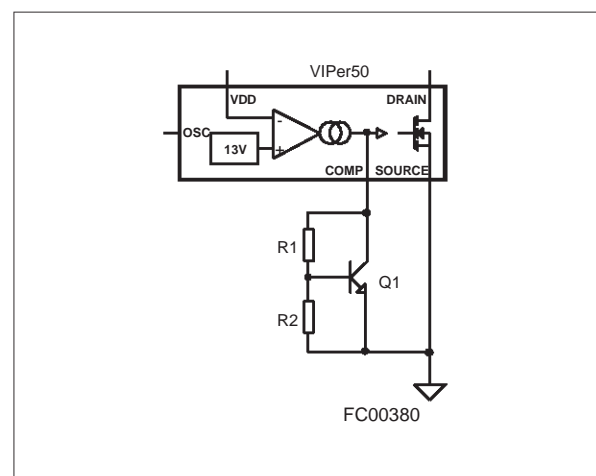 VIPer50
VDD
DRAIN
OSC
-
13V
+
COMP SOURCE
R1
Q1
R2
FC00380